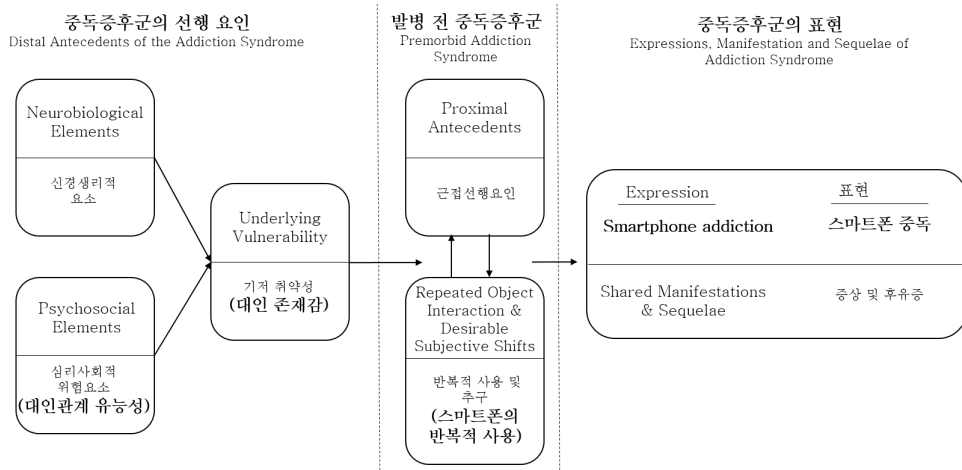 중독증후군의 선행 요인
Distal Antecedents of the Addiction Syndrome
발병 전 중독증후군
Premorbid Addiction
Syndrome
중독증후군의 표현
Expressions, Manifestation and Sequelae of
Addiction Syndrome
Neurobiological
Elements
신경생리적
요소
Psychosocial
Elements
심리사회적
위험요소
(대인관계 유능성)
Underlying
Vulnerability
기저 취약성
(대인 존재감)
Proximal
Antecedents
근접선행요인
Repeated Object
Interaction &
Desirable
Subjective Shifts
반복적 사용 및
추구
(스마트폰의
반복적 사용)
Expression 표현
Smartphone addiction 스마트폰 중독
Shared Manifestations 증상 및 후유증
& Sequelae